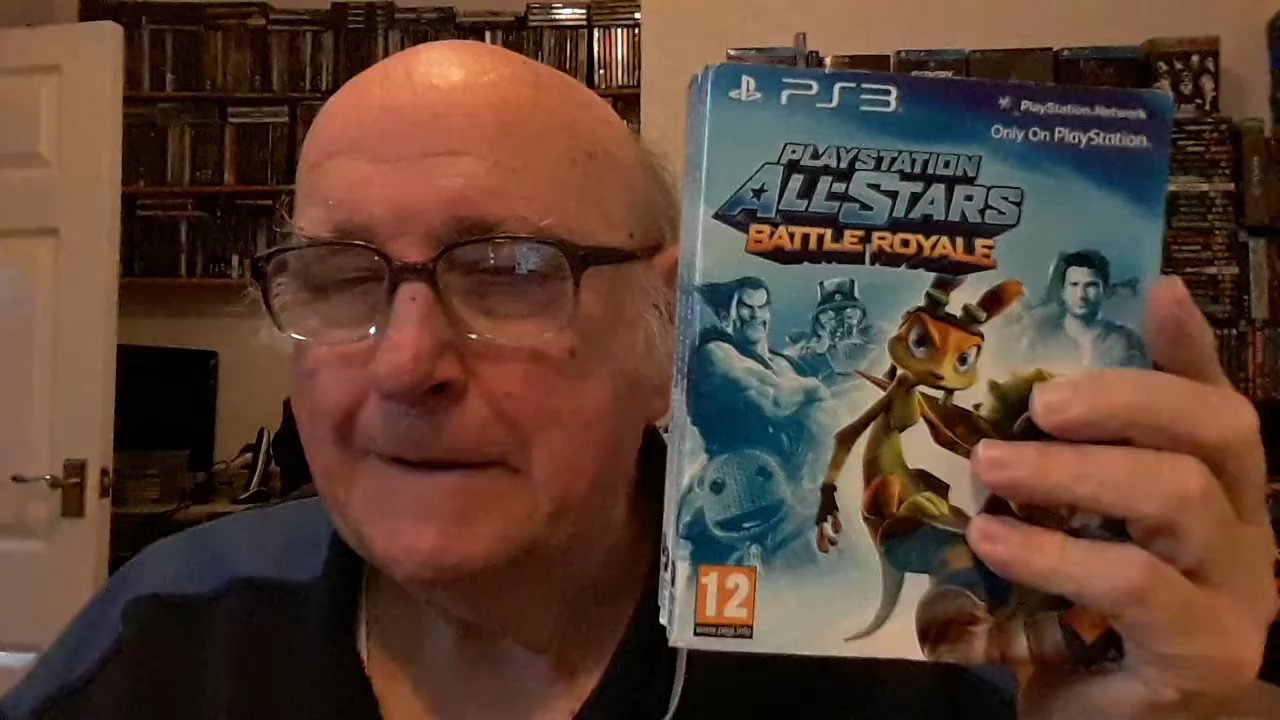 PS3
PlayStation Network
Only On PlayStation.
PLAYSTATION
ALL-STARS
BATTLE ROYALE
12
www.pegi.info